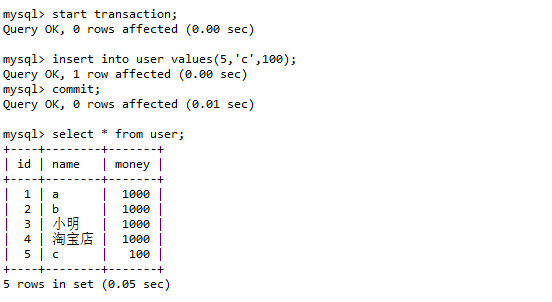 mysql> start transaction;
Query OK, 0 rows affected (0.00 sec)
mysql> insert into user values(5,'c',100);
Query OK, 1 row affected (0.00 sec)
mysql> commit;
Query OK, 0 rows affected (0.01 sec)
mysql> select * from user;
+----+--------+-------+
| id | name   | money |
+----+--------+-------+
|  1 | a      |  1000 |
|  2 | b      |  1000 |
|  3 | 小明   |  1000 |
|  4 | 淘宝店 |  1000 |
|  5 | c      |   100 |
+----+--------+-------+
5 rows in set (0.05 sec)